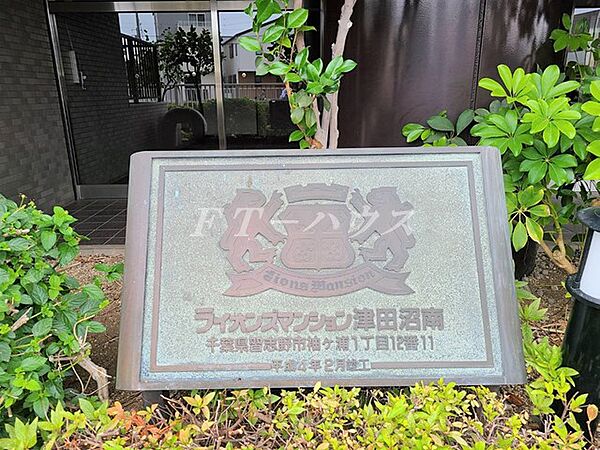 FTーハウス
Lions Mansion
ライオンズマンション津田沼南
千葉県習志野市袖ヶ浦1丁目12番11
平成4年2月竣工